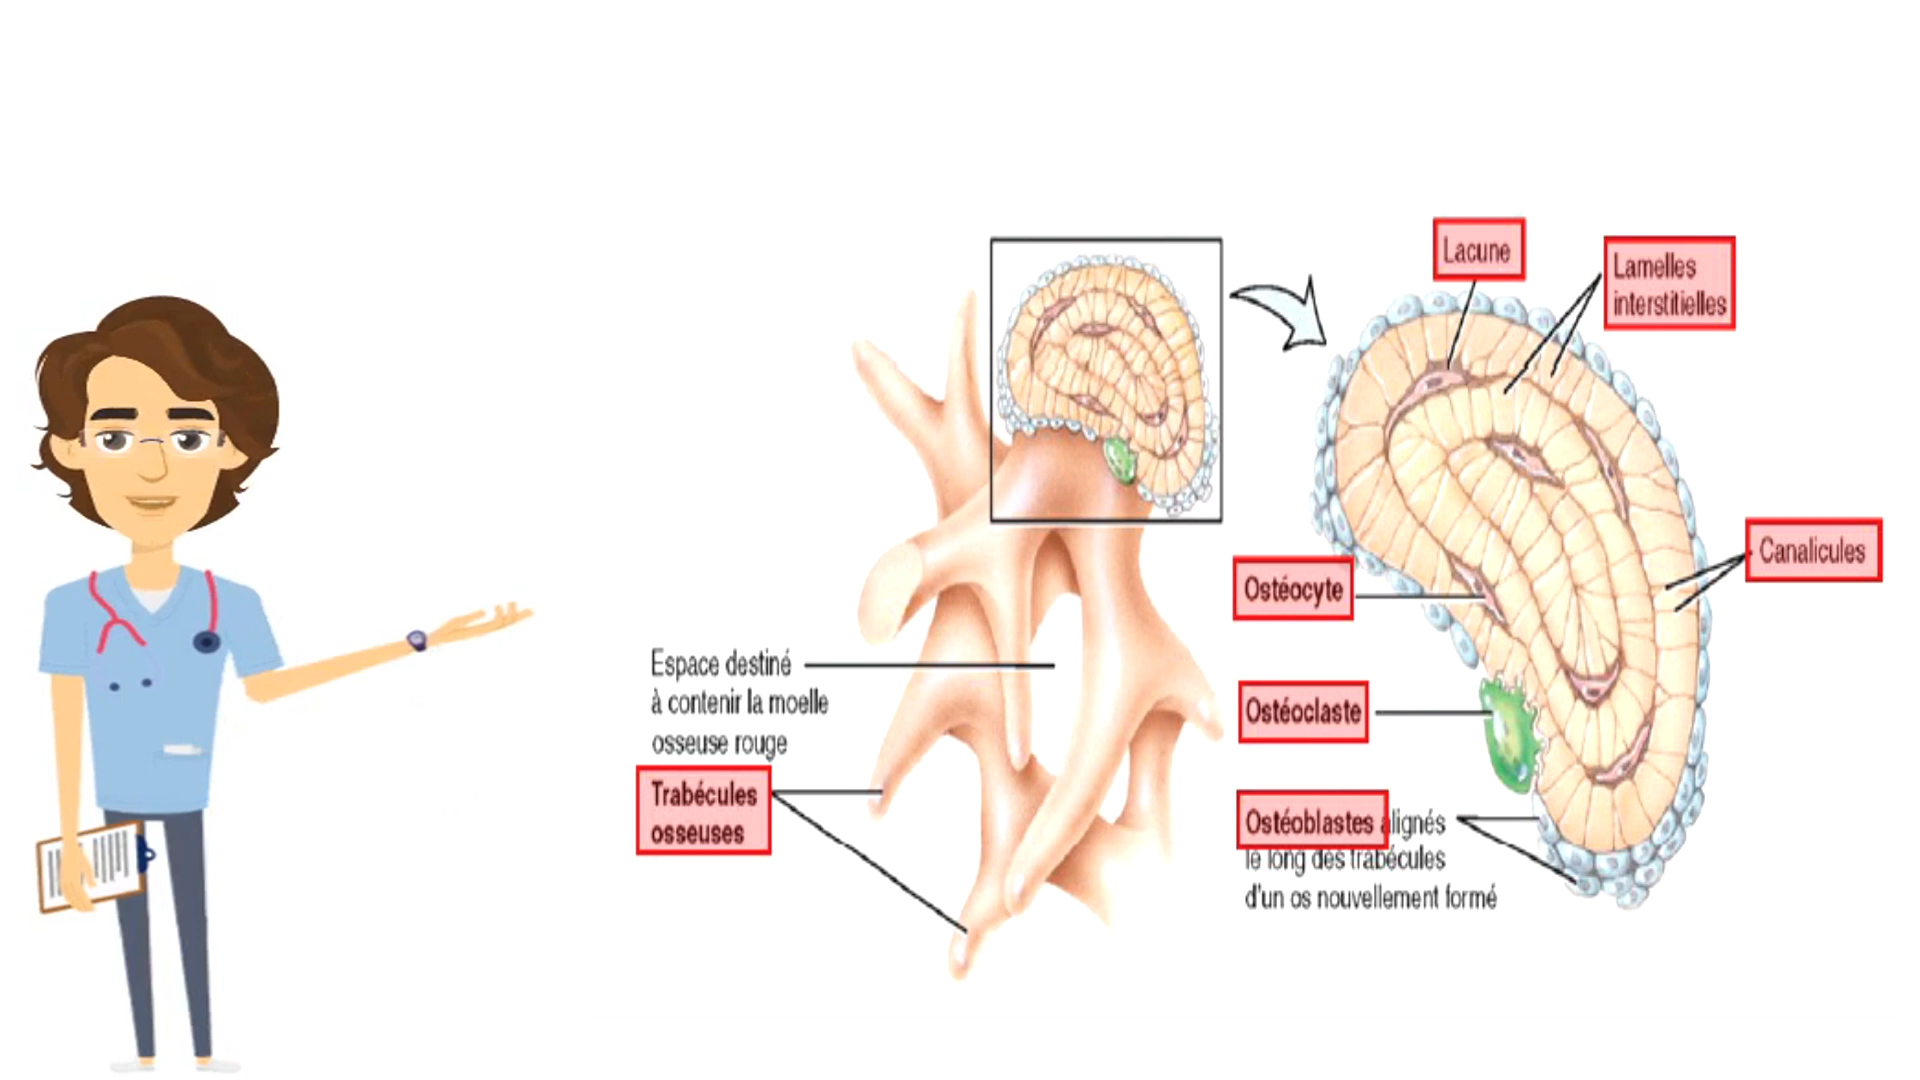 Lacune
Lamelles
interstitielles
Canalicules
Ostéocyte
Ostéoclaste
Ostéoblastes alignés
le long des trabécules
d'un os nouvellement formé
Espace destiné
à contenir la moelle
osseuse rouge
Trabécules
osseuses